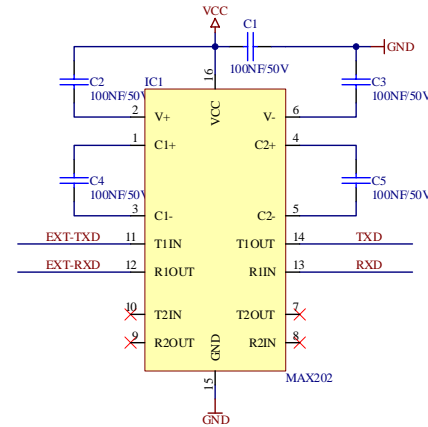 VCC
C1
GND
100NF/50V
C2
100NF/50V
IC1
16
VCC
C3
100NF/50V
2
V+
V-
6
1
C1+
C2+
4
C4
100NF/50V
C5
100NF/50V
3
C1-
C2-
5
EXT-TXD
11
T1IN
T1OUT
14
TXD
EXT-RXD
12
R1OUT
R1IN
13
RXD
10
T2IN
T2OUT
7
9
R2OUT
R2IN
8
GND
15
MAX202
GND